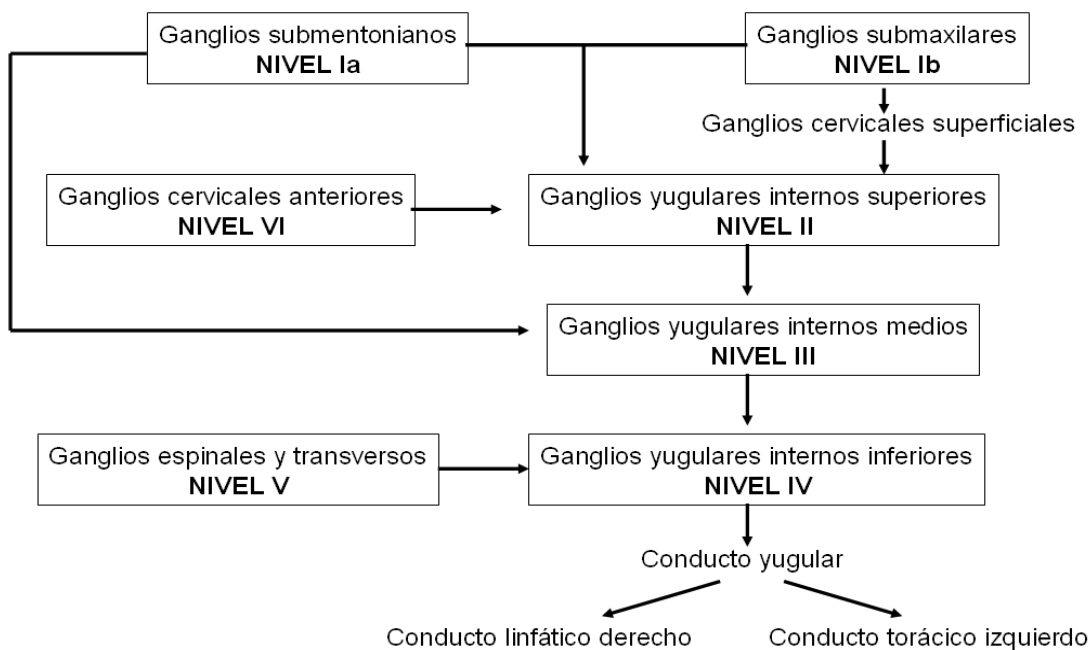 Ganglios submentonianos
NIVEL Ia
Ganglios submaxilares
NIVEL Ib
Ganglios cervicales superficiales
Ganglios cervicales anteriores
NIVEL VI
Ganglios yugulares internos superiores
NIVEL II
Ganglios yugulares internos medios
NIVEL III
Ganglios espinales y transversos
NIVEL V
Ganglios yugulares internos inferiores
NIVEL IV
Conducto yugular
Conducto linfático derecho
Conducto torácico izquierdo